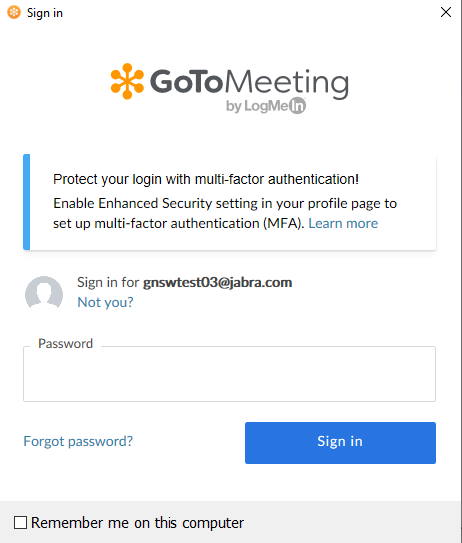 Sign in
GoToMeeting
by LogMeIn
Protect your login with multi-factor authentication!
Enable Enhanced Security setting in your profile page to
set up multi-factor authentication (MFA). Learn more
Sign in for gnswtest03@jabra.com
Not you?
Password
Forgot password?
Sign in
Remember me on this computer